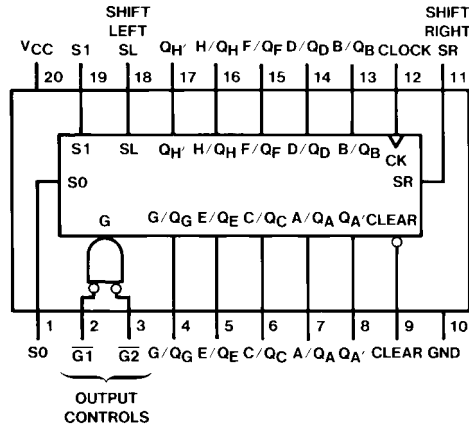 SHIFT LEFT SHIFT RIGHT
VCC S1 SL QH' H/QH F/QF D/QD B/QB CLOCK SR
20 19 18 17 16 15 14 13 12 11
S1 SL QH' H/QH F/QF D/QD B/QB CK
S0 SR
G G/QG E/QE C/QC A/QA QA' CLEAR
1 2 3 4 5 6 7 8 9 10
S0 G1 G2 G/QG E/QE C/QC A/QA QA' CLEAR GND
OUTPUT
CONTROLS